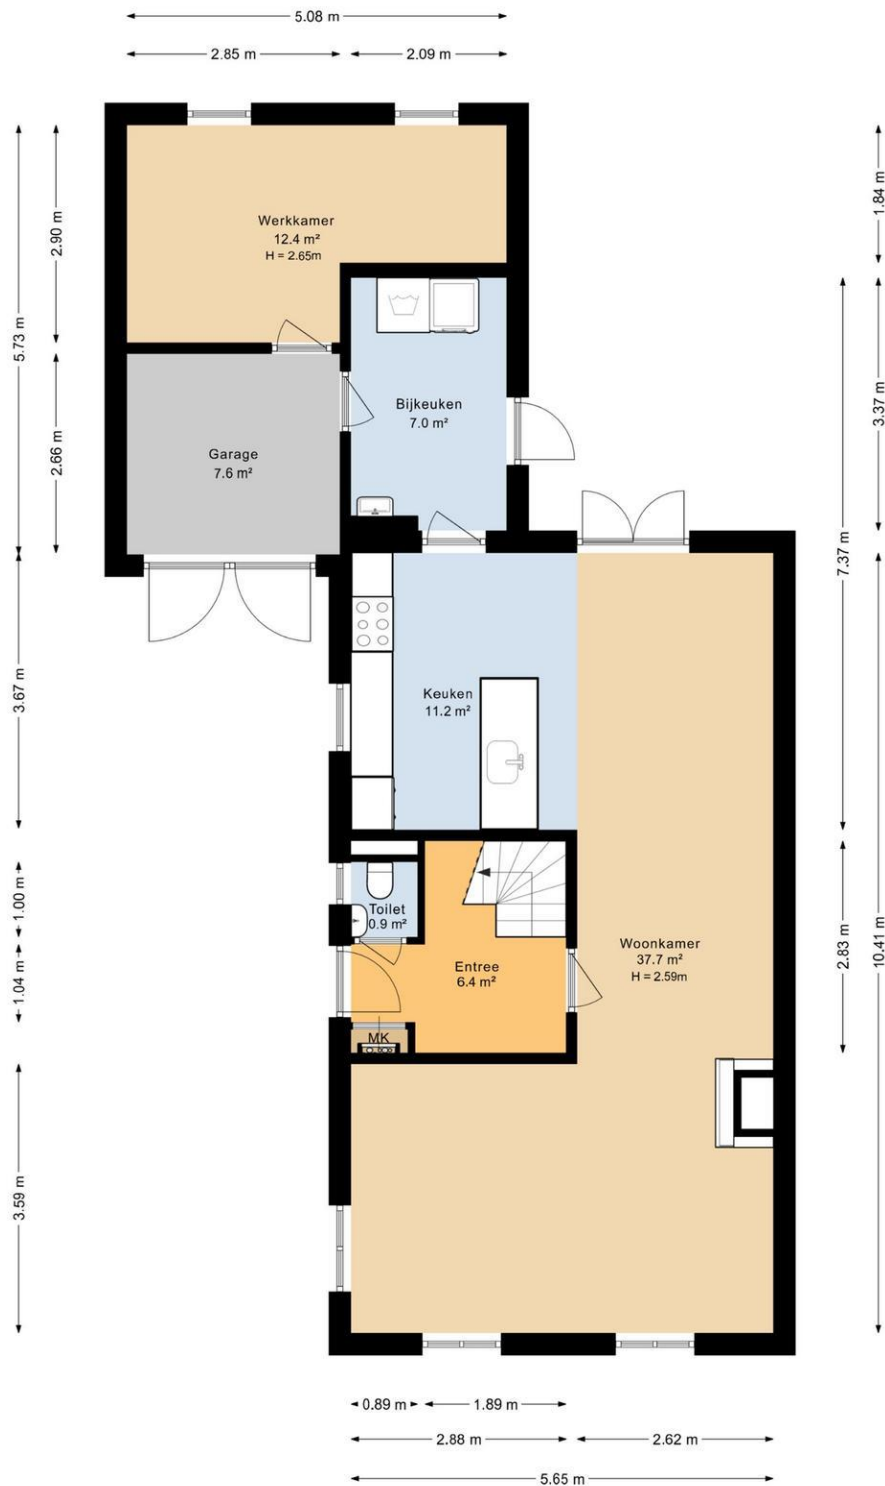 5.08 m
2.85 m
2.09 m
5.73 m
2.90 m
1.84 m
Werkkamer
12.4 m²
H = 2.65m
2.66 m
3.37 m
7.37 m
Bijkeuken
7.0 m²
Garage
7.6 m²
3.67 m
Keuken
11.2 m²
1.00 m
1.04 m
2.83 m
10.41 m
Toilet
0.9 m²
Entree
6.4 m²
Woonkamer
37.7 m²
H = 2.59m
MK
3.59 m
0.89 m
1.89 m
2.88 m
2.62 m
5.65 m